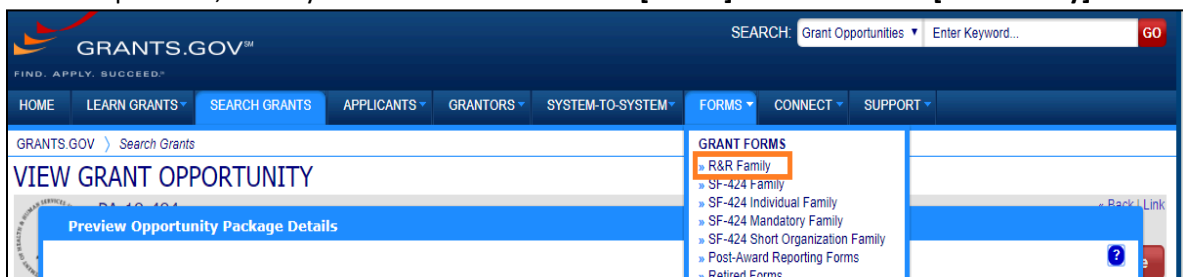 [
]
[
y]
GRANTS.GOV℠
SEARCH: Grant Opportunities ▼ Enter Keyword... GO
FIND. APPLY. SUCCEED.℠
HOME LEARN GRANTS SEARCH GRANTS APPLICANTS GRANTORS SYSTEM-TO-SYSTEM FORMS CONNECT SUPPORT
GRANTS.GOV 〉 Search Grants
VIEW GRANT OPPORTUNITY
GRANT FORMS
» R&R Family
» SF-424 Family
» SF-424 Individual Family
» SF-424 Mandatory Family
» SF-424 Short Organization Family
» Post-Award Reporting Forms
» Retired Forms
« Back | Link
Preview Opportunity Package Details
?